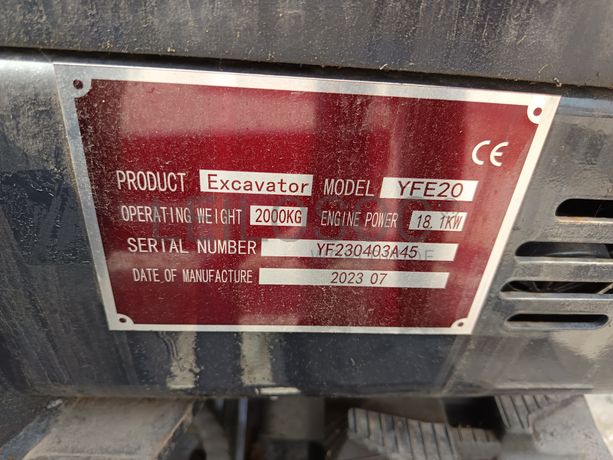 CE
PRODUCT Excavator MODEL YFE20
OPERATING WEIGHT 2000KG ENGINE POWER 18.1KW
SERIAL NUMBER YF230403A45
DATE OF MANUFACTURE 2023 07